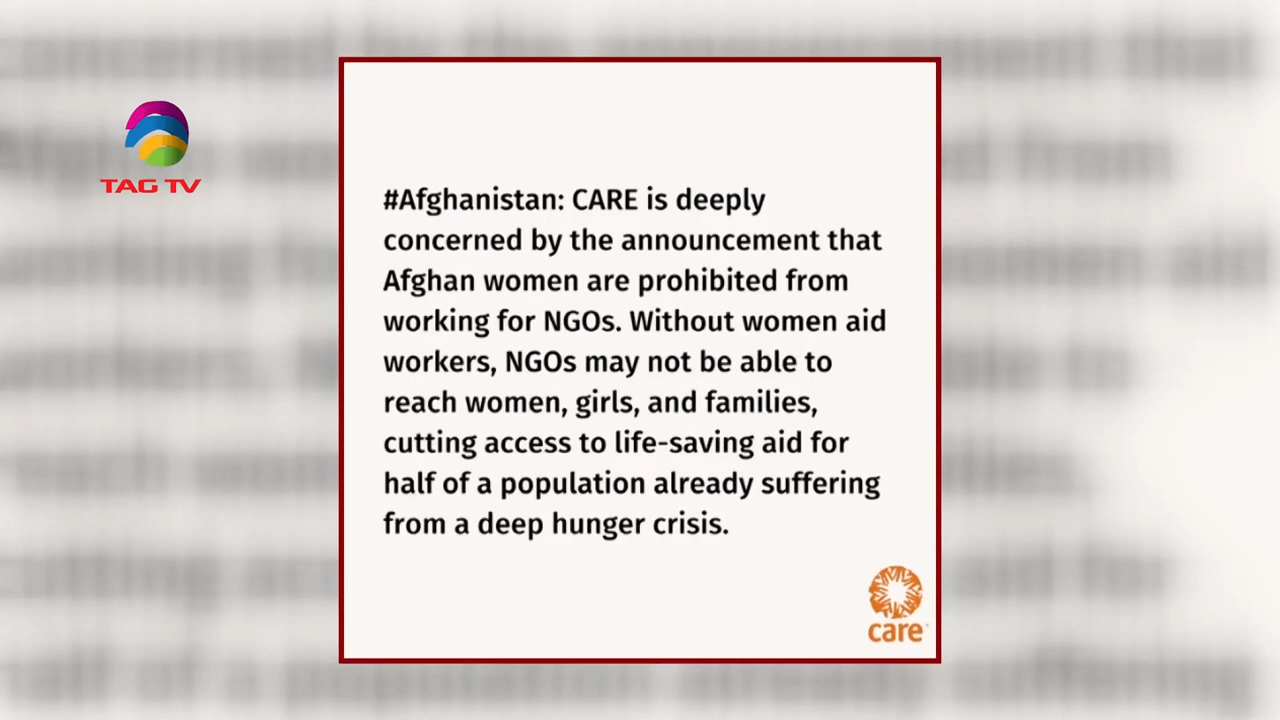 TAG TV
#Afghanistan: CARE is deeply
concerned by the announcement that
Afghan women are prohibited from
working for NGOs. Without women aid
workers, NGOs may not be able to
reach women, girls, and families,
cutting access to life-saving aid for
half of a population already suffering
from a deep hunger crisis.
care